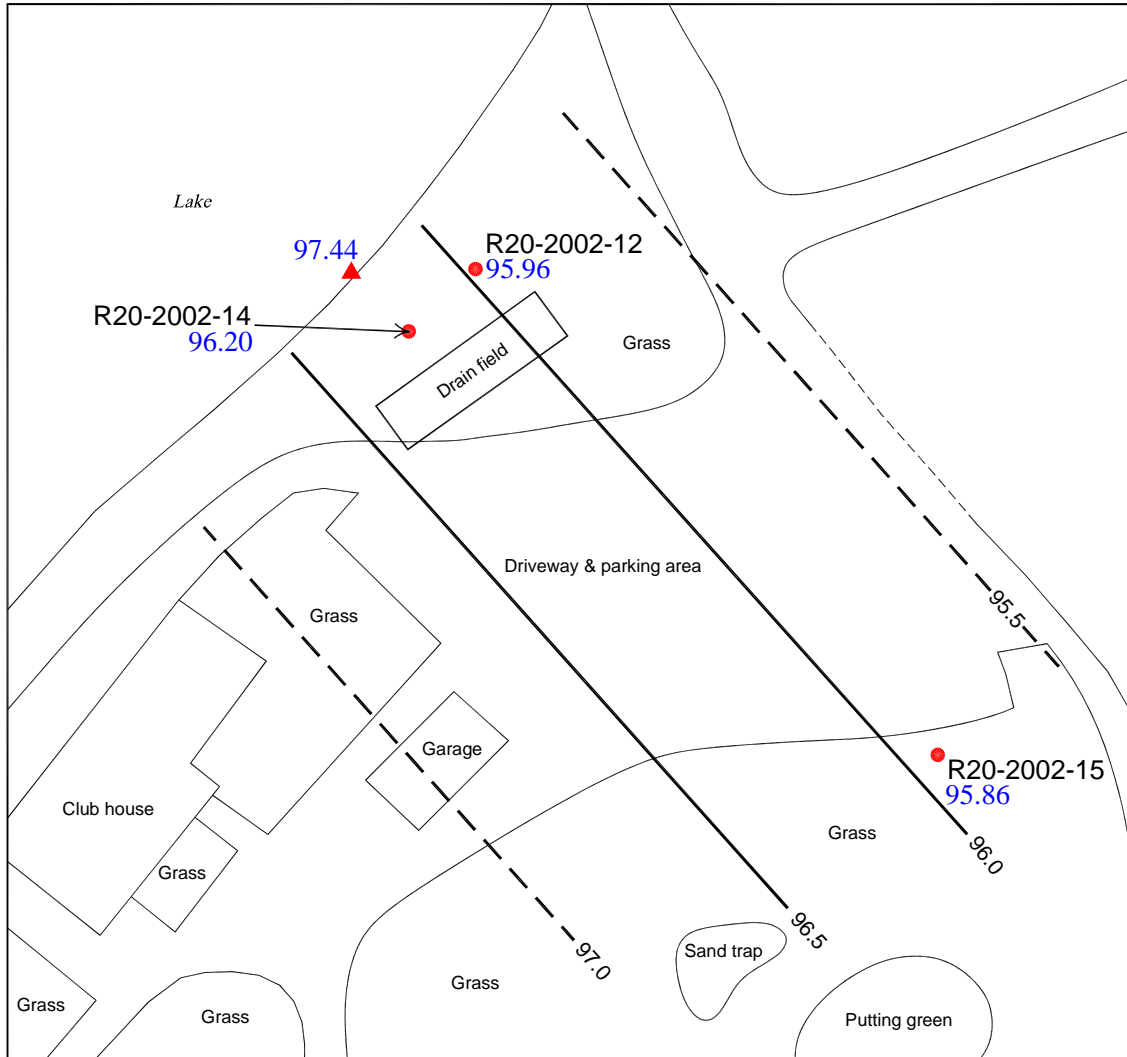 Lake
97.44
R20-2002-12
95.96
R20-2002-14
96.20
Grass
Drain field
Driveway & parking area
95.5
Grass
Garage
R20-2002-15
95.86
Club house
Grass
96.0
Grass
96.5
Sand trap
97.0
Grass
Grass
Grass
Putting green